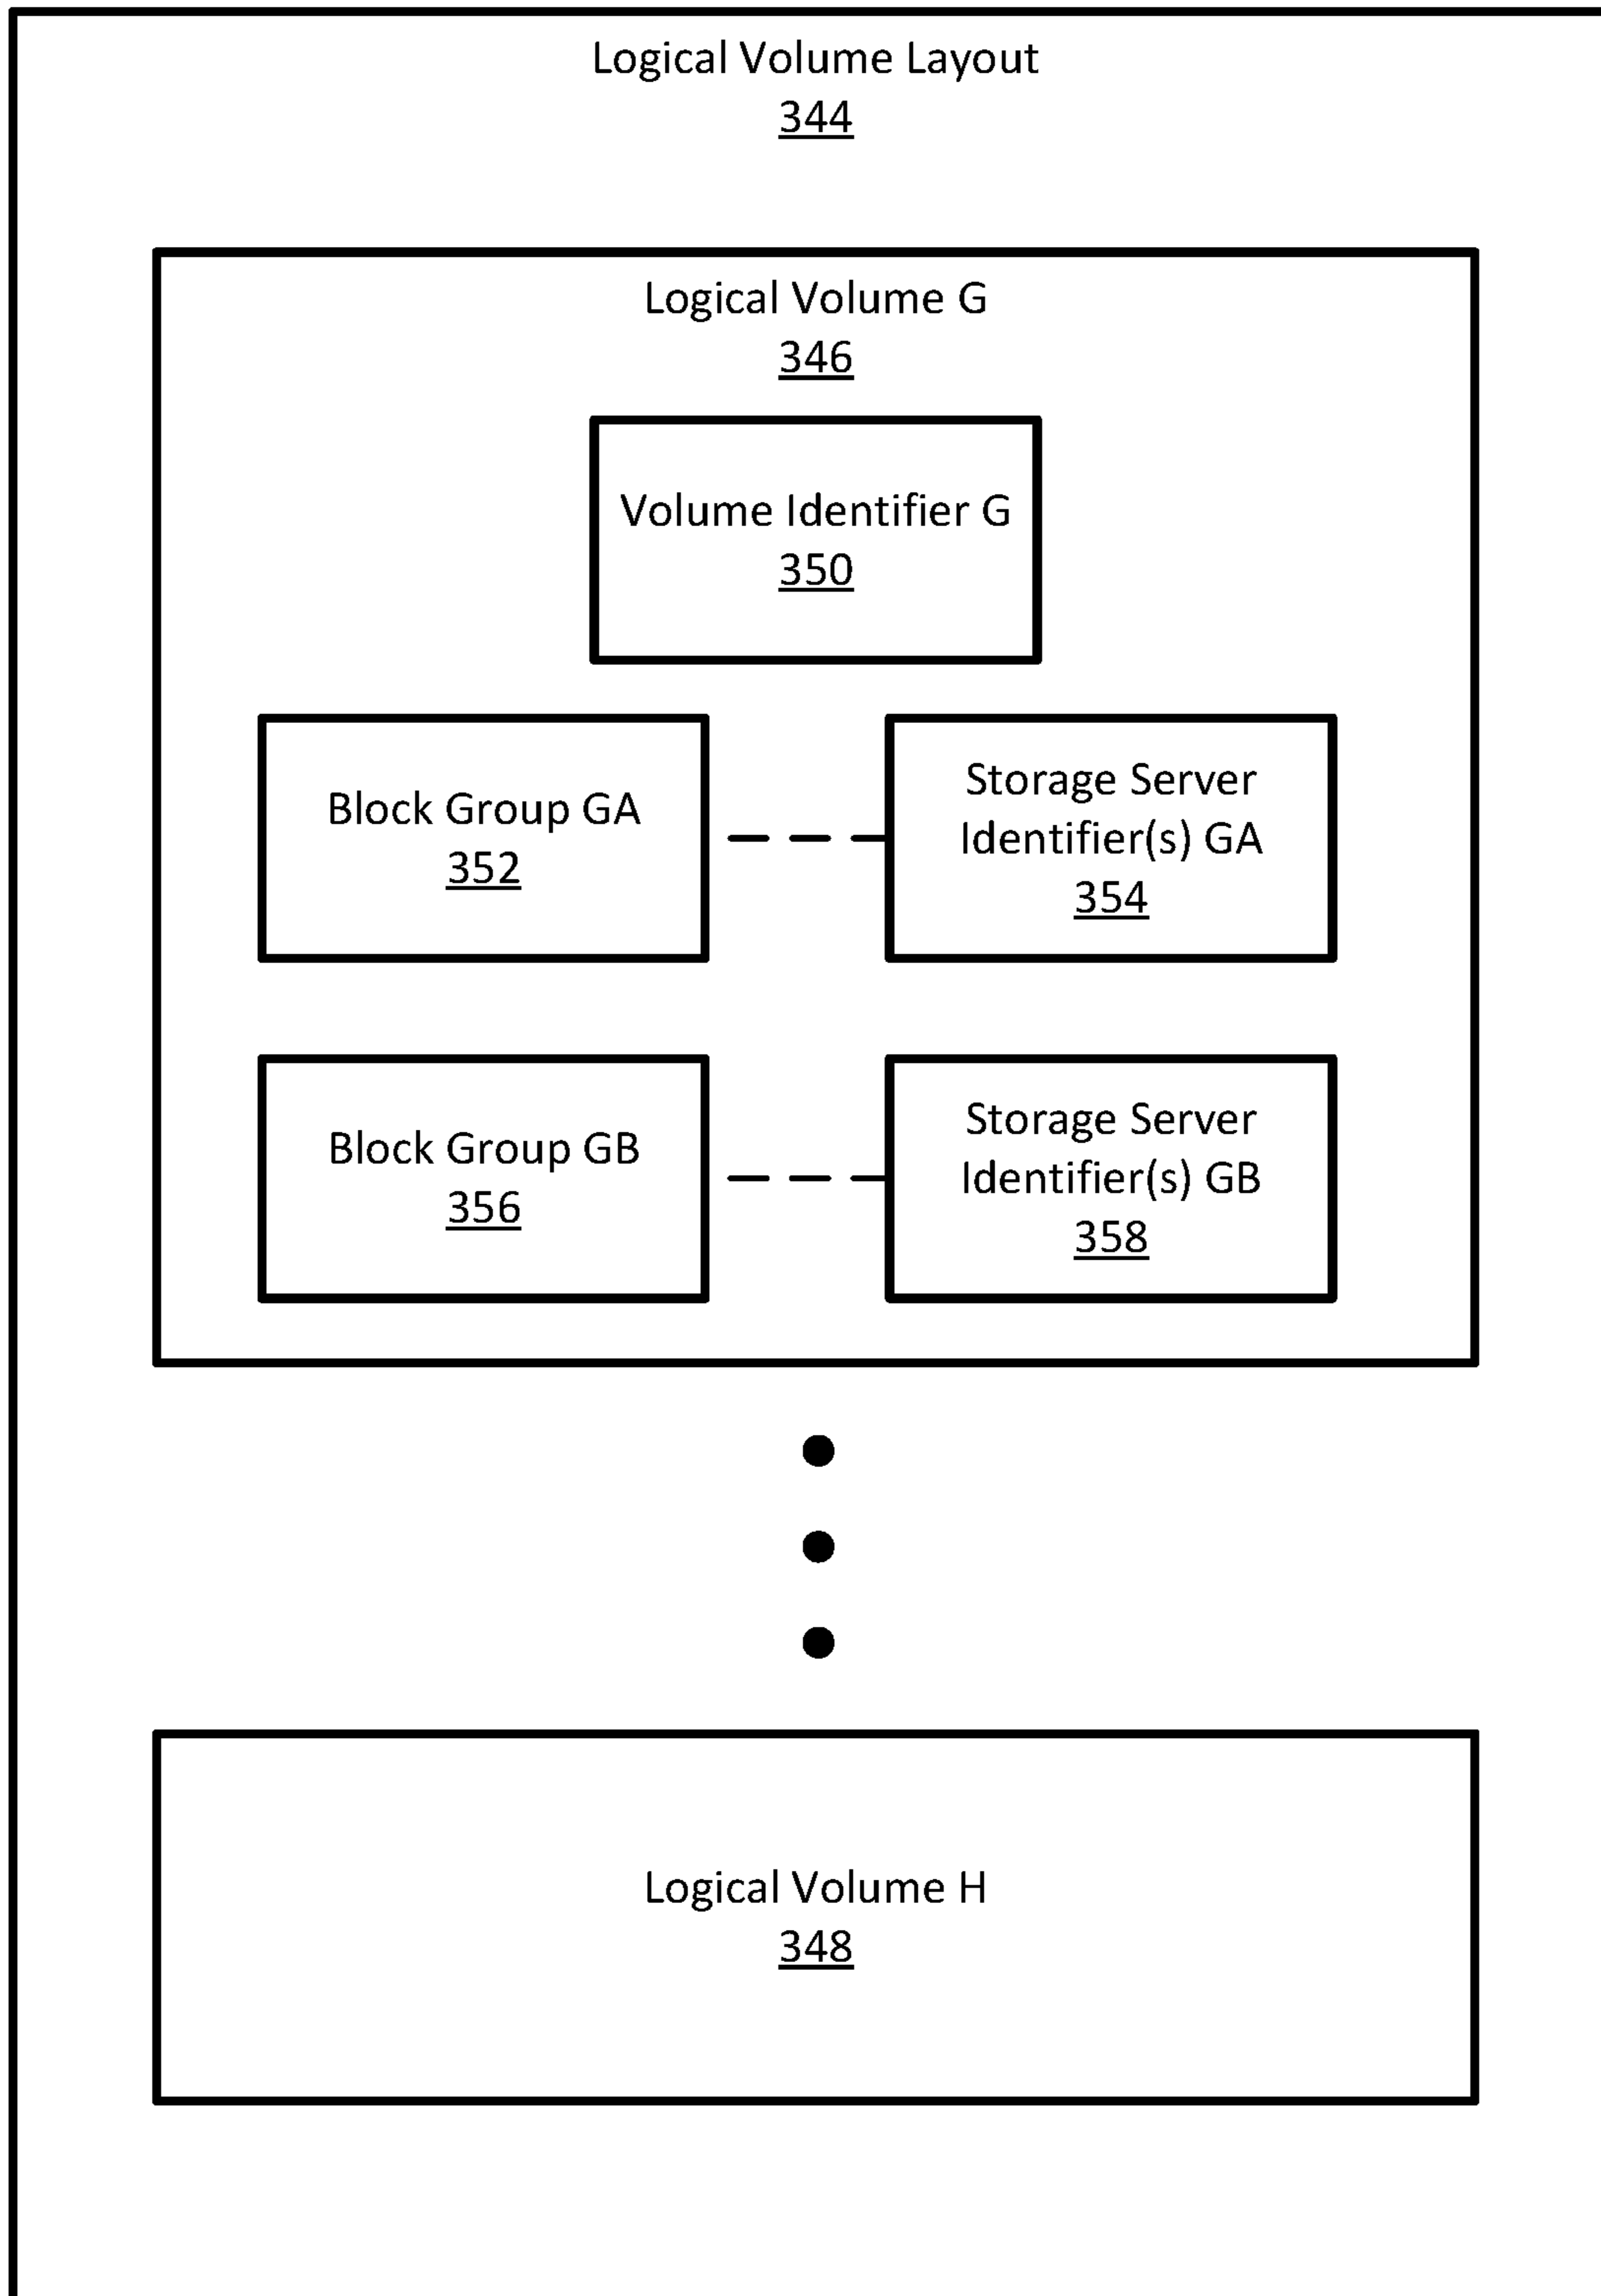 Logical Volume Layout
344
Logical Volume G
346
Volume Identifier G
350
Block Group GA
352
Storage Server
Identifier(s) GA
354
Block Group GB
356
Storage Server
Identifier(s) GB
358
Logical Volume H
348